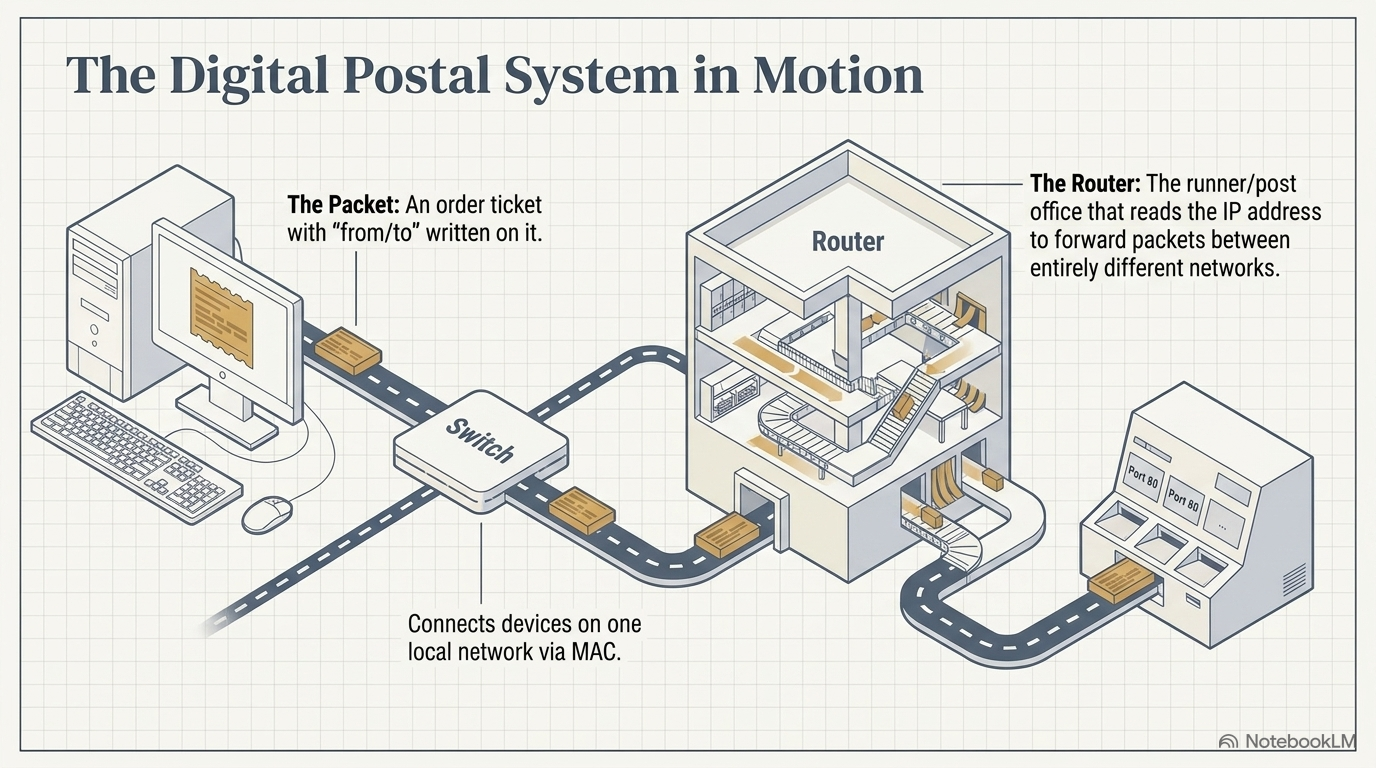 The Digital Postal System in Motion
The Packet: An order ticket
with “from/to” written on it.
The Router: The runner/post
office that reads the IP address
to forward packets between
entirely different networks.
Router
Switch
Connects devices on one
local network via MAC.
Port 80
Port 80
...
NotebookLM